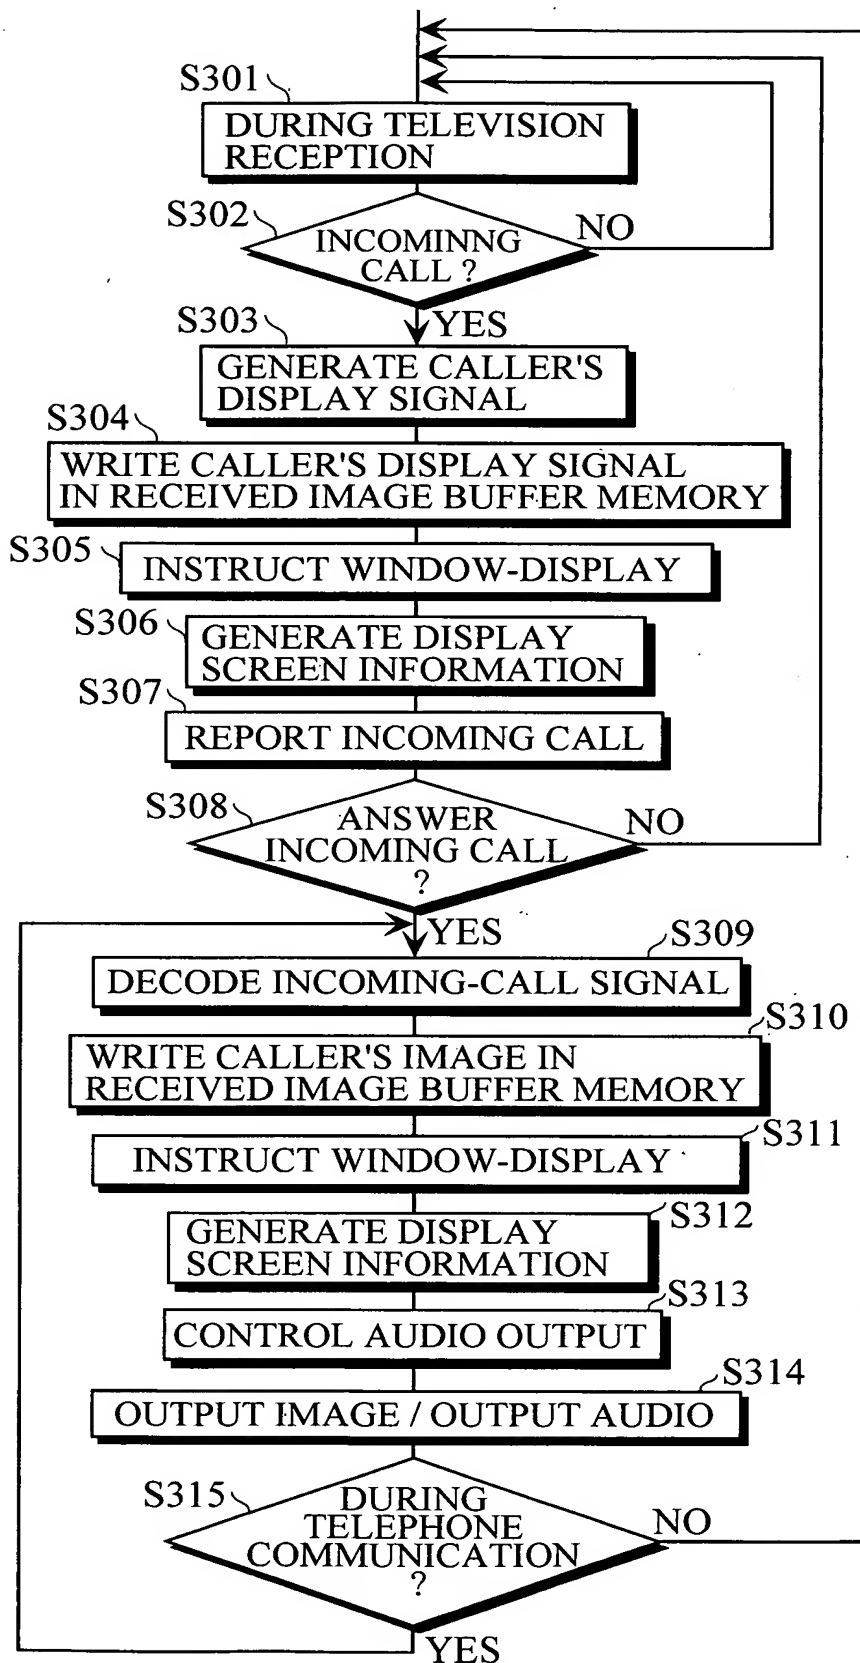 S301
DURING TELEVISION
RECEPTION
S302
INCOMINNG
CALL ?
NO
YES
S303
GENERATE CALLER'S
DISPLAY SIGNAL
S304
WRITE CALLER'S DISPLAY SIGNAL
IN RECEIVED IMAGE BUFFER MEMORY
S305
INSTRUCT WINDOW-DISPLAY
S306
GENERATE DISPLAY
SCREEN INFORMATION
S307
REPORT INCOMING CALL
S308
ANSWER
INCOMING CALL
?
NO
YES
S309
DECODE INCOMING-CALL SIGNAL
S310
WRITE CALLER'S IMAGE IN
RECEIVED IMAGE BUFFER MEMORY
S311
INSTRUCT WINDOW-DISPLAY
S312
GENERATE DISPLAY
SCREEN INFORMATION
S313
CONTROL AUDIO OUTPUT
S314
OUTPUT IMAGE / OUTPUT AUDIO
S315
DURING
TELEPHONE
COMMUNICATION
?
NO
YES